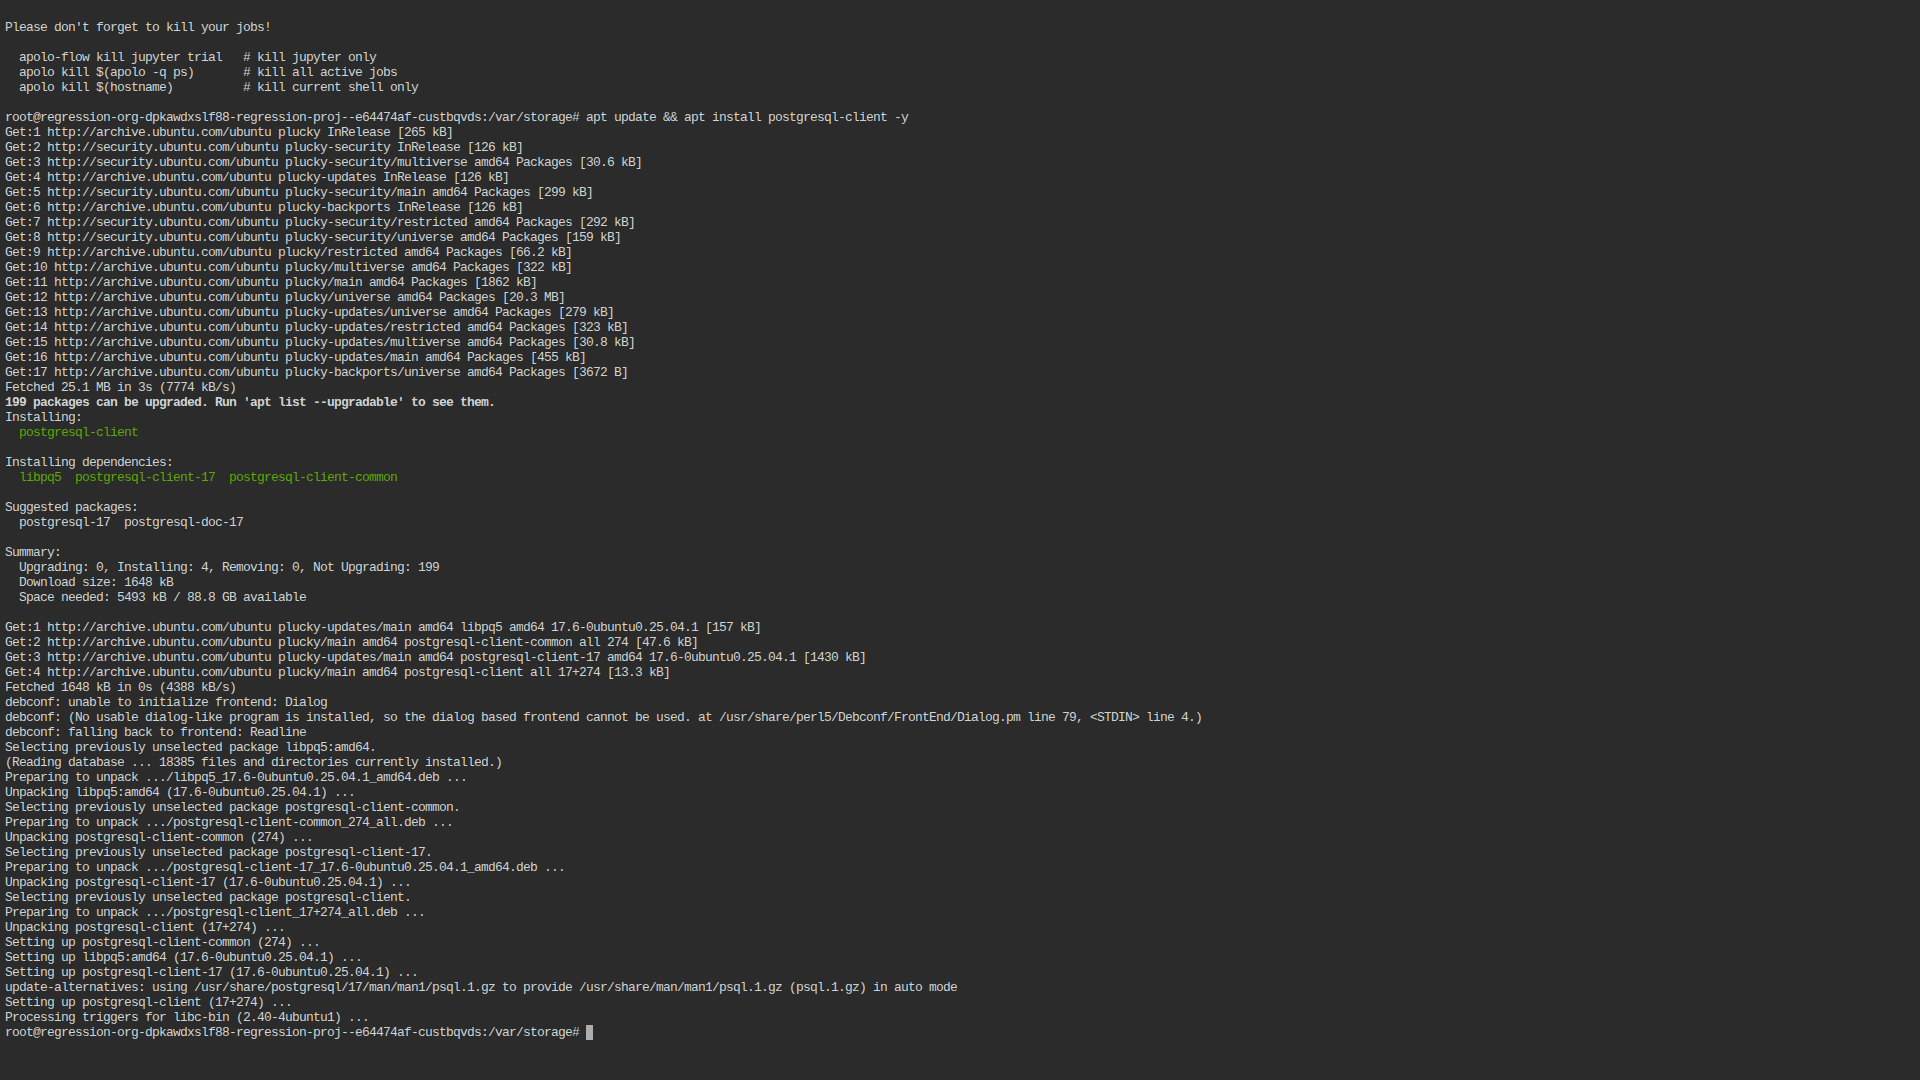 Please don't forget to kill your jobs!

  apolo-flow kill jupyter trial   # kill jupyter only
  apolo kill $(apolo -q ps)       # kill all active jobs
  apolo kill $(hostname)          # kill current shell only

root@regression-org-dpkawdxslf88-regression-proj--e64474af-custbqvds:/var/storage# apt update && apt install postgresql-client -y
Get:1 http://archive.ubuntu.com/ubuntu plucky InRelease [265 kB]
Get:2 http://security.ubuntu.com/ubuntu plucky-security InRelease [126 kB]
Get:3 http://security.ubuntu.com/ubuntu plucky-security/multiverse amd64 Packages [30.6 kB]
Get:4 http://archive.ubuntu.com/ubuntu plucky-updates InRelease [126 kB]
Get:5 http://security.ubuntu.com/ubuntu plucky-security/main amd64 Packages [299 kB]
Get:6 http://archive.ubuntu.com/ubuntu plucky-backports InRelease [126 kB]
Get:7 http://security.ubuntu.com/ubuntu plucky-security/restricted amd64 Packages [292 kB]
Get:8 http://security.ubuntu.com/ubuntu plucky-security/universe amd64 Packages [159 kB]
Get:9 http://archive.ubuntu.com/ubuntu plucky/restricted amd64 Packages [66.2 kB]
Get:10 http://archive.ubuntu.com/ubuntu plucky/multiverse amd64 Packages [322 kB]
Get:11 http://archive.ubuntu.com/ubuntu plucky/main amd64 Packages [1862 kB]
Get:12 http://archive.ubuntu.com/ubuntu plucky/universe amd64 Packages [20.3 MB]
Get:13 http://archive.ubuntu.com/ubuntu plucky-updates/universe amd64 Packages [279 kB]
Get:14 http://archive.ubuntu.com/ubuntu plucky-updates/restricted amd64 Packages [323 kB]
Get:15 http://archive.ubuntu.com/ubuntu plucky-updates/multiverse amd64 Packages [30.8 kB]
Get:16 http://archive.ubuntu.com/ubuntu plucky-updates/main amd64 Packages [455 kB]
Get:17 http://archive.ubuntu.com/ubuntu plucky-backports/universe amd64 Packages [3672 B]
Fetched 25.1 MB in 3s (7774 kB/s)
199 packages can be upgraded. Run 'apt list --upgradable' to see them.
Installing:
  postgresql-client

Installing dependencies:
  libpq5  postgresql-client-17  postgresql-client-common

Suggested packages:
  postgresql-17  postgresql-doc-17

Summary:
  Upgrading: 0, Installing: 4, Removing: 0, Not Upgrading: 199
  Download size: 1648 kB
  Space needed: 5493 kB / 88.8 GB available

Get:1 http://archive.ubuntu.com/ubuntu plucky-updates/main amd64 libpq5 amd64 17.6-0ubuntu0.25.04.1 [157 kB]
Get:2 http://archive.ubuntu.com/ubuntu plucky/main amd64 postgresql-client-common all 274 [47.6 kB]
Get:3 http://archive.ubuntu.com/ubuntu plucky-updates/main amd64 postgresql-client-17 amd64 17.6-0ubuntu0.25.04.1 [1430 kB]
Get:4 http://archive.ubuntu.com/ubuntu plucky/main amd64 postgresql-client all 17+274 [13.3 kB]
Fetched 1648 kB in 0s (4388 kB/s)
debconf: unable to initialize frontend: Dialog
debconf: (No usable dialog-like program is installed, so the dialog based frontend cannot be used. at /usr/share/perl5/Debconf/FrontEnd/Dialog.pm line 79, <STDIN> line 4.)
debconf: falling back to frontend: Readline
Selecting previously unselected package libpq5:amd64.
(Reading database ... 18385 files and directories currently installed.)
Preparing to unpack .../libpq5_17.6-0ubuntu0.25.04.1_amd64.deb ...
Unpacking libpq5:amd64 (17.6-0ubuntu0.25.04.1) ...
Selecting previously unselected package postgresql-client-common.
Preparing to unpack .../postgresql-client-common_274_all.deb ...
Unpacking postgresql-client-common (274) ...
Selecting previously unselected package postgresql-client-17.
Preparing to unpack .../postgresql-client-17_17.6-0ubuntu0.25.04.1_amd64.deb ...
Unpacking postgresql-client-17 (17.6-0ubuntu0.25.04.1) ...
Selecting previously unselected package postgresql-client.
Preparing to unpack .../postgresql-client_17+274_all.deb ...
Unpacking postgresql-client (17+274) ...
Setting up postgresql-client-common (274) ...
Setting up libpq5:amd64 (17.6-0ubuntu0.25.04.1) ...
Setting up postgresql-client-17 (17.6-0ubuntu0.25.04.1) ...
update-alternatives: using /usr/share/postgresql/17/man/man1/psql.1.gz to provide /usr/share/man/man1/psql.1.gz (psql.1.gz) in auto mode
Setting up postgresql-client (17+274) ...
Processing triggers for libc-bin (2.40-4ubuntu1) ...
root@regression-org-dpkawdxslf88-regression-proj--e64474af-custbqvds:/var/storage#